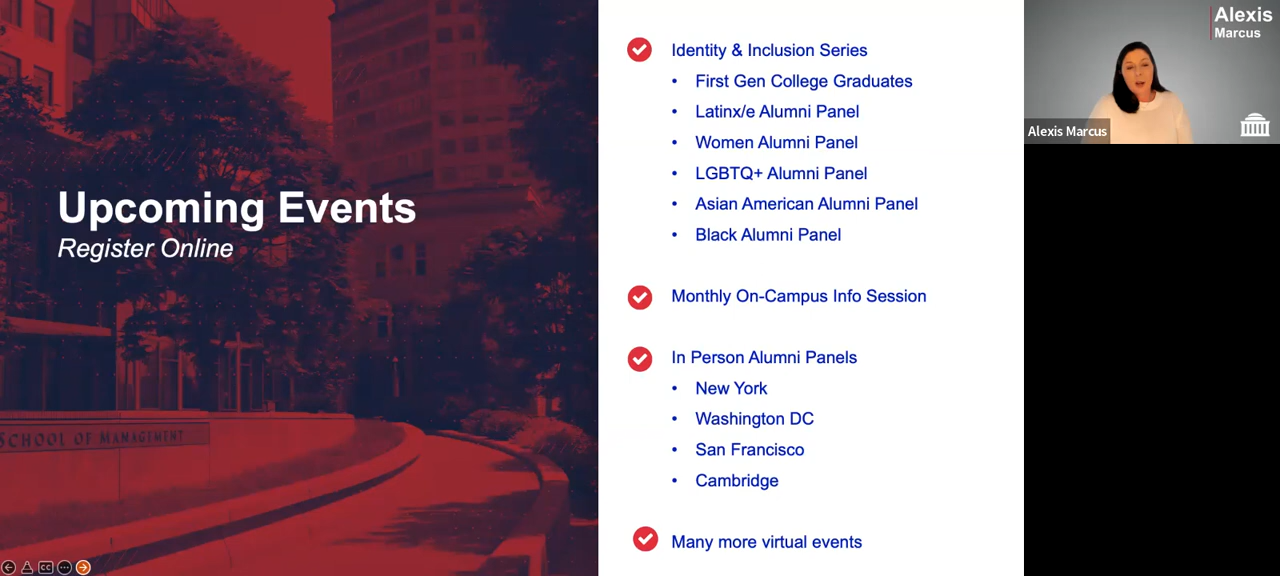 Upcoming Events
Register Online
SCHOOL OF MANAGEMENT
Identity & Inclusion Series
• First Gen College Graduates
• Latinx/e Alumni Panel
• Women Alumni Panel
• LGBTQ+ Alumni Panel
• Asian American Alumni Panel
• Black Alumni Panel
Monthly On-Campus Info Session
In Person Alumni Panels
• New York
• Washington DC
• San Francisco
• Cambridge
Many more virtual events
Alexis
Marcus
Alexis Marcus
CC